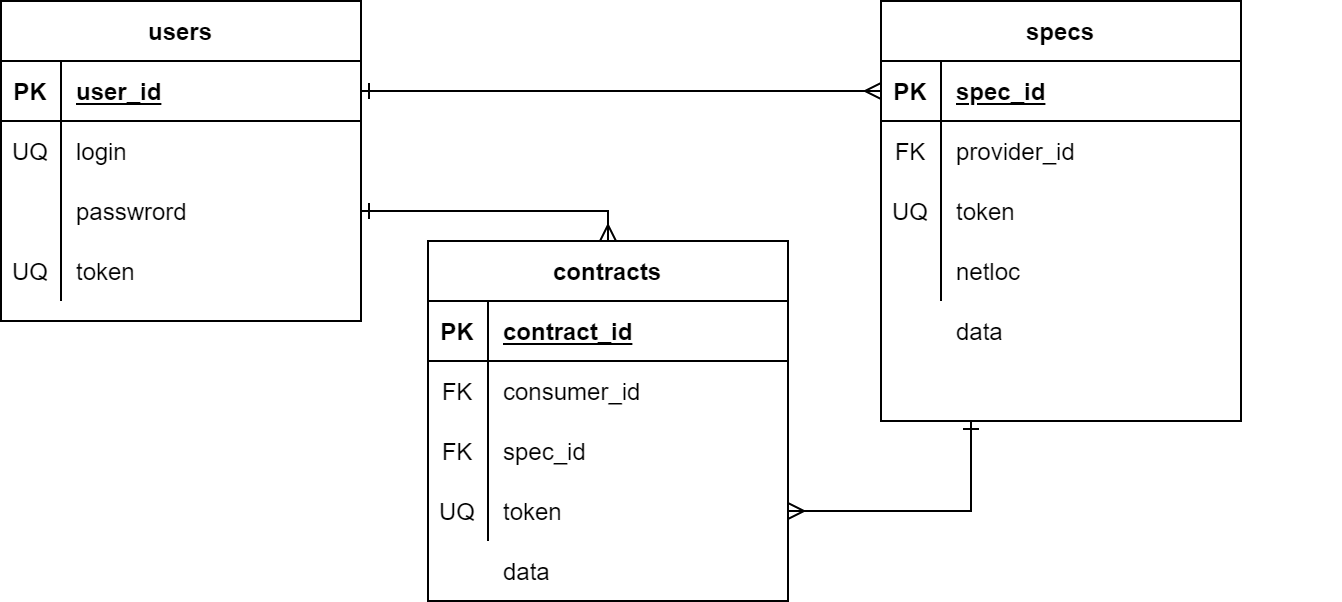 users
PK user_id
UQ login
passwrord
UQ token
specs
PK spec_id
FK provider_id
UQ token
netloc
data
contracts
PK contract_id
FK consumer_id
FK spec_id
UQ token
data